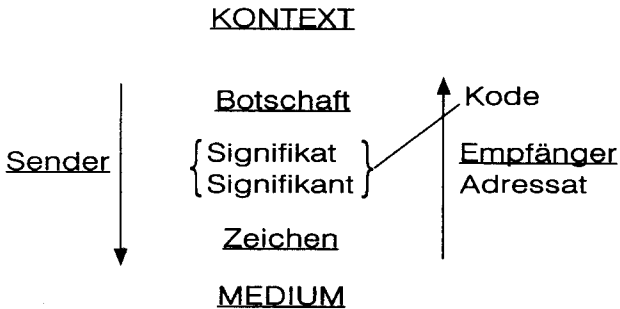 KONTEXT
Botschaft
Kode
Sender
Signifikat
Signifikant
Empfänger
Adressat
Zeichen
MEDIUM